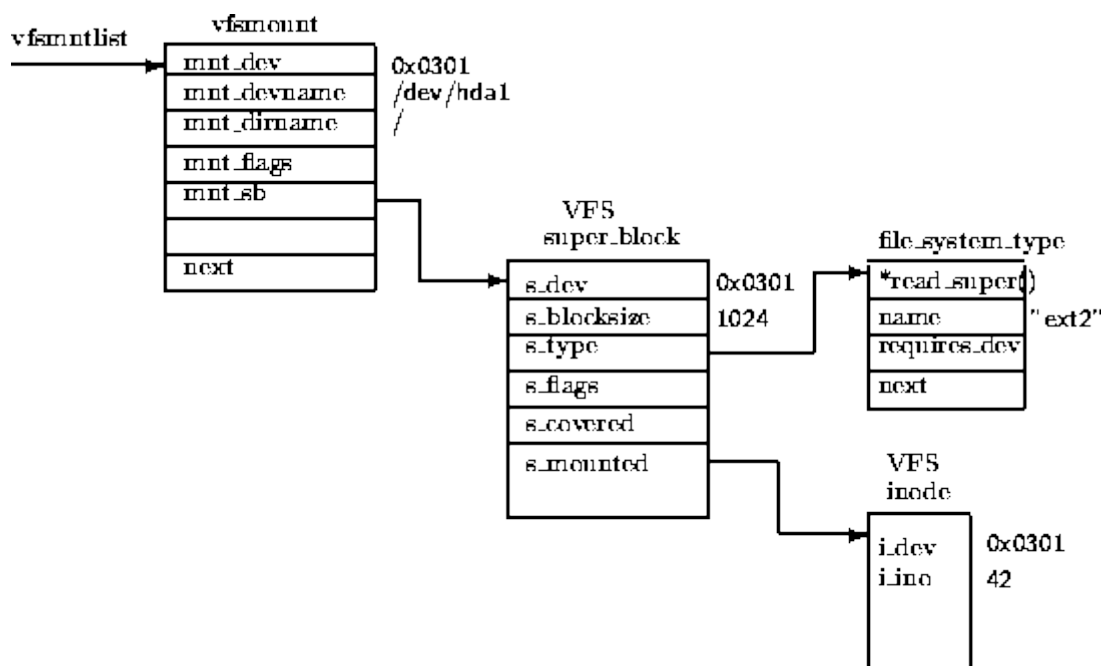 vfsmntlist
vfsmount
mnt_dev 0x0301
mnt_devname /dev/hda1
mnt_dirname /
mnt_flags
mnt_sb
next
VFS
super_block
s_dev 0x0301
s_blocksize 1024
s_type
s_flags
s_covered
s_mounted
file_system_type
*read_super()
name "ext2"
requires_dev
next
VFS
inode
i_dev 0x0301
i_ino 42